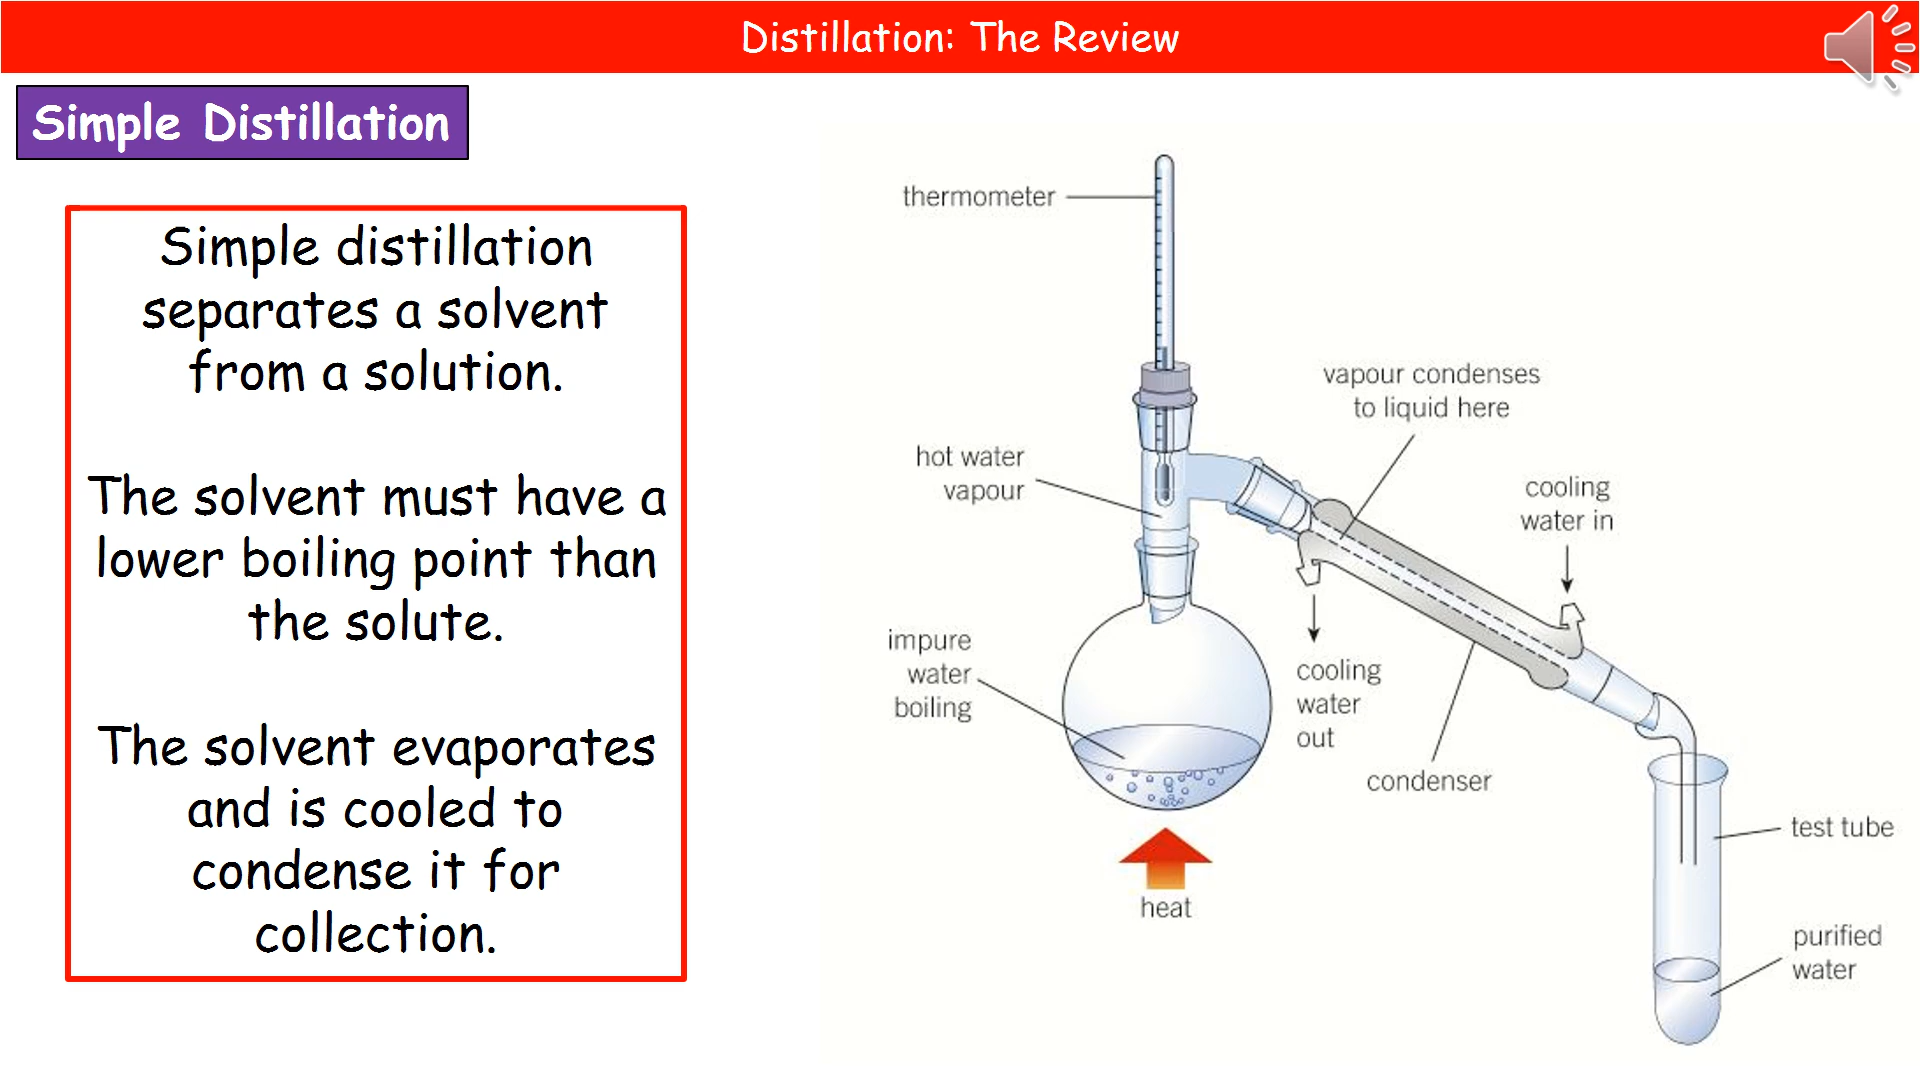 Distillation: The Review
Simple Distillation
Simple distillation
separates a solvent
from a solution.
The solvent must have a
lower boiling point than
the solute.
The solvent evaporates
and is cooled to
condense it for
collection.
thermometer
vapour condenses
to liquid here
hot water
vapour
cooling
water in
impure
water
boiling
cooling
water
out
condenser
test tube
heat
purified
water